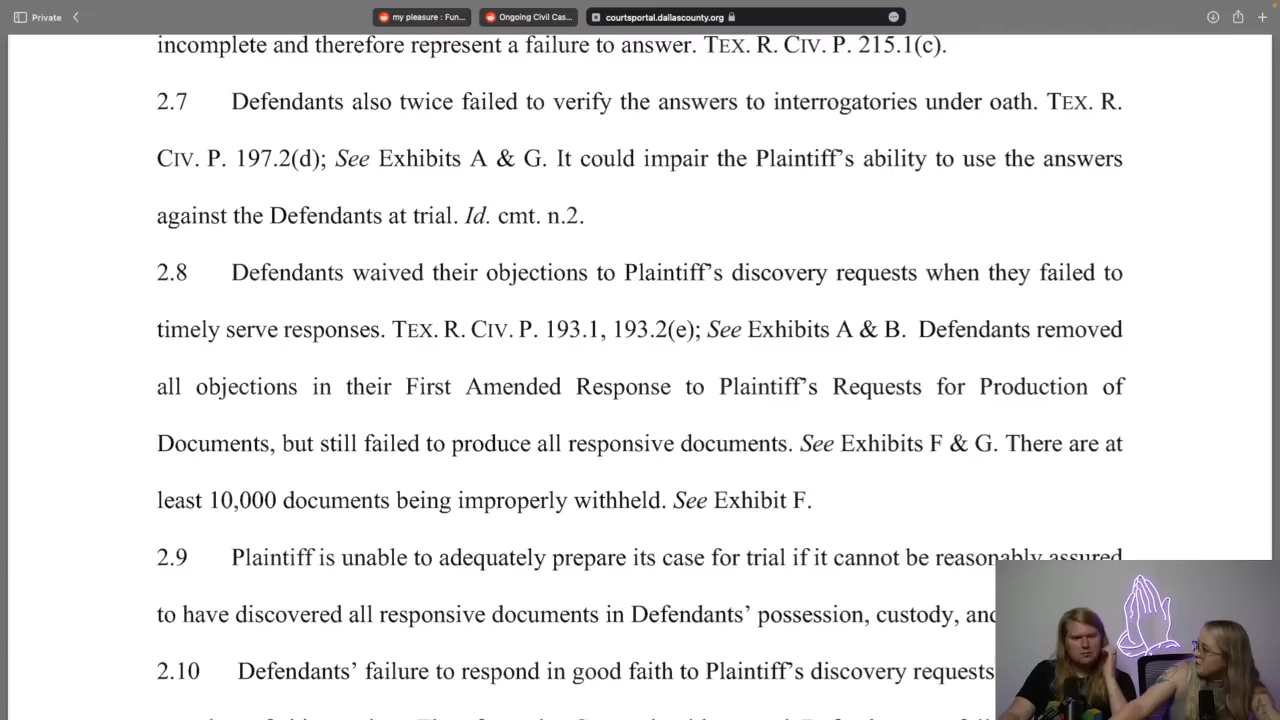 Private
my pleasure : Fun...
Ongoing Civil Cas...
courtsportal.dallascounty.org
incomplete and therefore represent a failure to answer. TEX. R. CIV. P. 215.1(c).
2.7 Defendants also twice failed to verify the answers to interrogatories under oath. TEX. R.
CIV. P. 197.2(d); See Exhibits A & G. It could impair the Plaintiff's ability to use the answers
against the Defendants at trial. Id. cmt. n.2.
2.8 Defendants waived their objections to Plaintiff's discovery requests when they failed to
timely serve responses. TEX. R. CIV. P. 193.1, 193.2(e); See Exhibits A & B. Defendants removed
all objections in their First Amended Response to Plaintiff's Requests for Production of
Documents, but still failed to produce all responsive documents. See Exhibits F & G. There are at
least 10,000 documents being improperly withheld. See Exhibit F.
2.9 Plaintiff is unable to adequately prepare its case for trial if it cannot be reasonably assured
to have discovered all responsive documents in Defendants' possession, custody, and
2.10 Defendants' failure to respond in good faith to Plaintiff's discovery requests